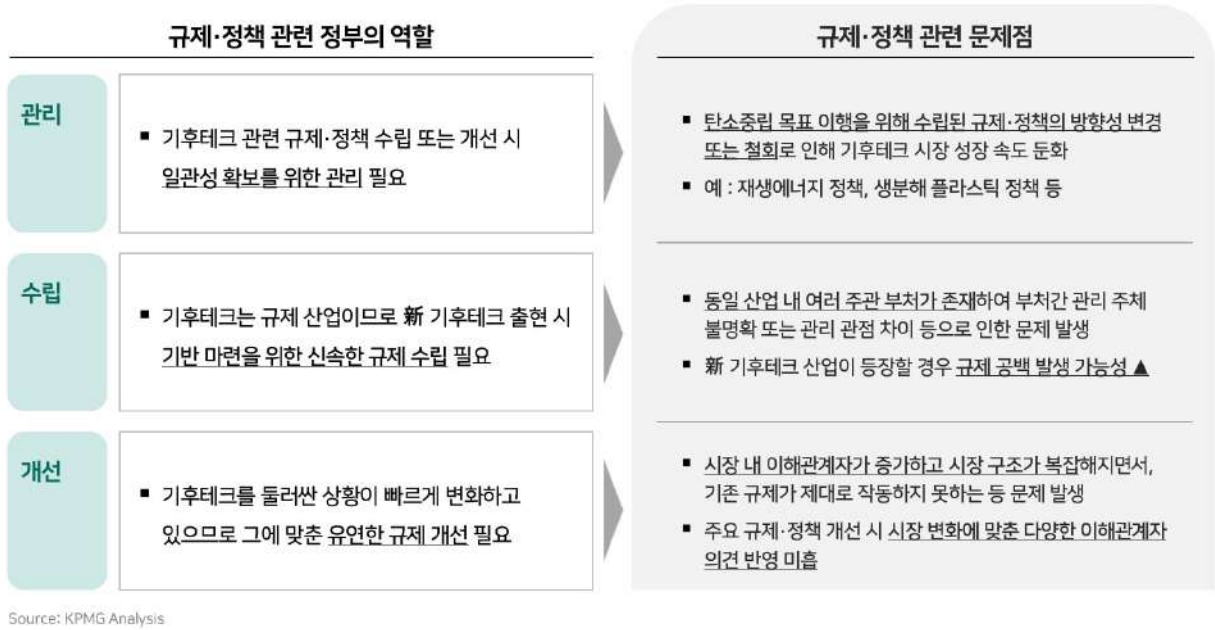 규제·정책 관련 정부의 역할
규제·정책 관련 문제점
관리
■ 기후테크 관련 규제·정책 수립 또는 개선 시
일관성 확보를 위한 관리 필요
■ 탄소중립 목표 이행을 위해 수립된 규제·정책의 방향성 변경
또는 철회로 인해 기후테크 시장 성장 속도 둔화
■ 예 : 재생에너지 정책, 생분해 플라스틱 정책 등
수립
■ 기후테크는 규제 산업이므로 新 기후테크 출현 시
기반 마련을 위한 신속한 규제 수립 필요
■ 동일 산업 내 여러 주관 부처가 존재하여 부처간 관리 주체
불명확 또는 관리 관점 차이 등으로 인한 문제 발생
■ 新 기후테크 산업이 등장할 경우 규제 공백 발생 가능성 ▲
개선
■ 기후테크를 둘러싼 상황이 빠르게 변화하고
있으므로 그에 맞춘 유연한 규제 개선 필요
■ 시장 내 이해관계자가 증가하고 시장 구조가 복잡해지면서,
기존 규제가 제대로 작동하지 못하는 등 문제 발생
■ 주요 규제·정책 개선 시 시장 변화에 맞춘 다양한 이해관계자
의견 반영 미흡
Source: KPMG Analysis